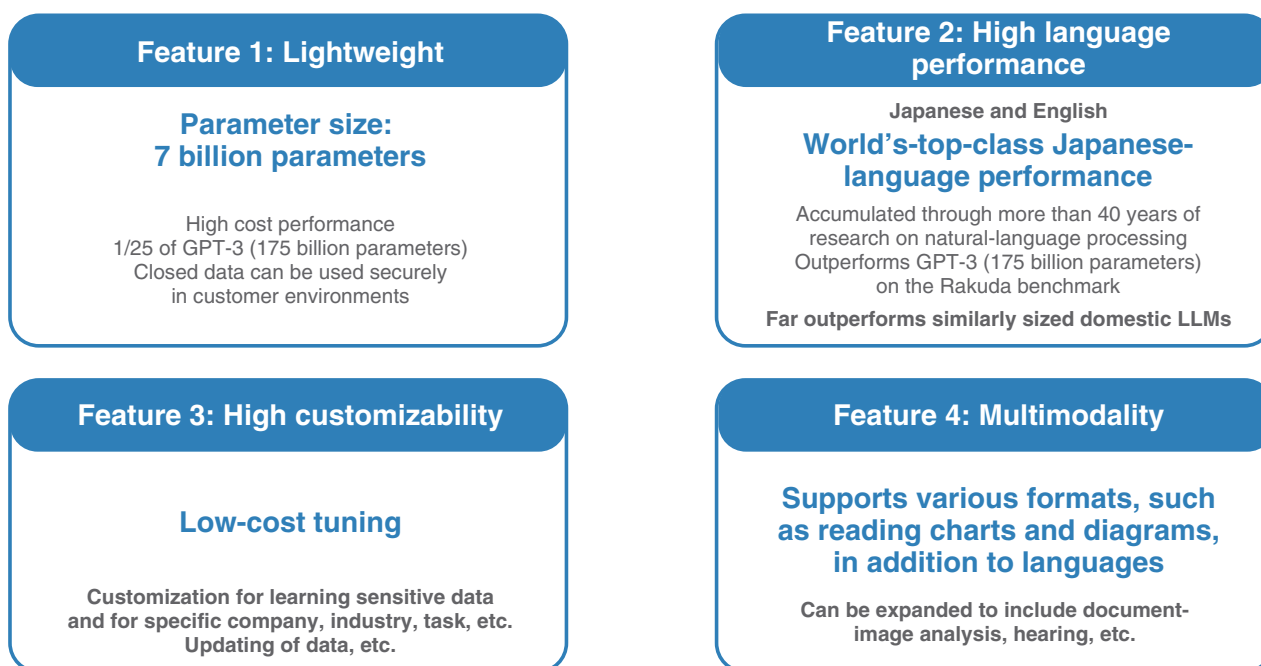 Feature 1: Lightweight
Parameter size:
7 billion parameters
High cost performance
1/25 of GPT-3 (175 billion parameters)
Closed data can be used securely
in customer environments
Feature 2: High language
performance
Japanese and English
World’s-top-class Japanese-
language performance
Accumulated through more than 40 years of
research on natural-language processing
Outperforms GPT-3 (175 billion parameters)
on the Rakuda benchmark
Far outperforms similarly sized domestic LLMs
Feature 3: High customizability
Low-cost tuning
Customization for learning sensitive data
and for specific company, industry, task, etc.
Updating of data, etc.
Feature 4: Multimodality
Supports various formats, such
as reading charts and diagrams,
in addition to languages
Can be expanded to include document-
image analysis, hearing, etc.